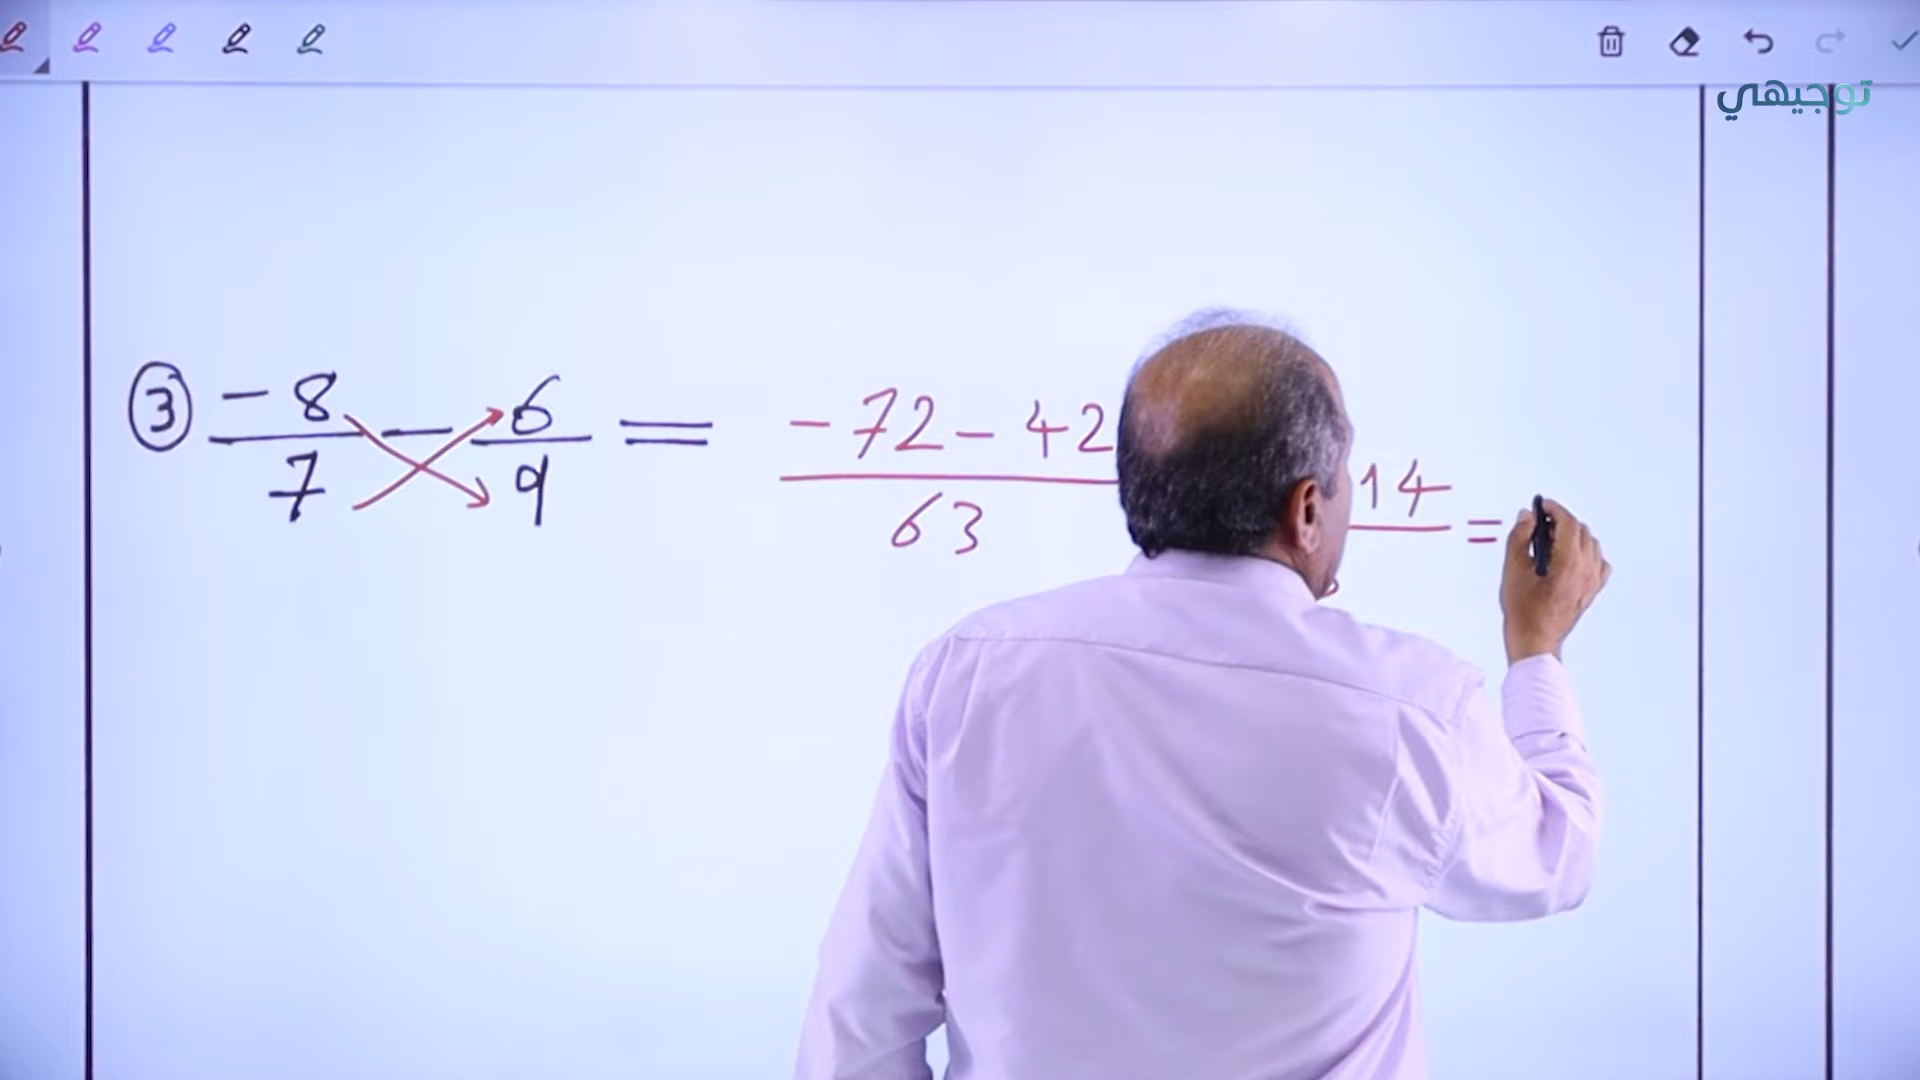 توجيهي
③ -8/7 - 6/9 = -72 - 42/63 14/ =